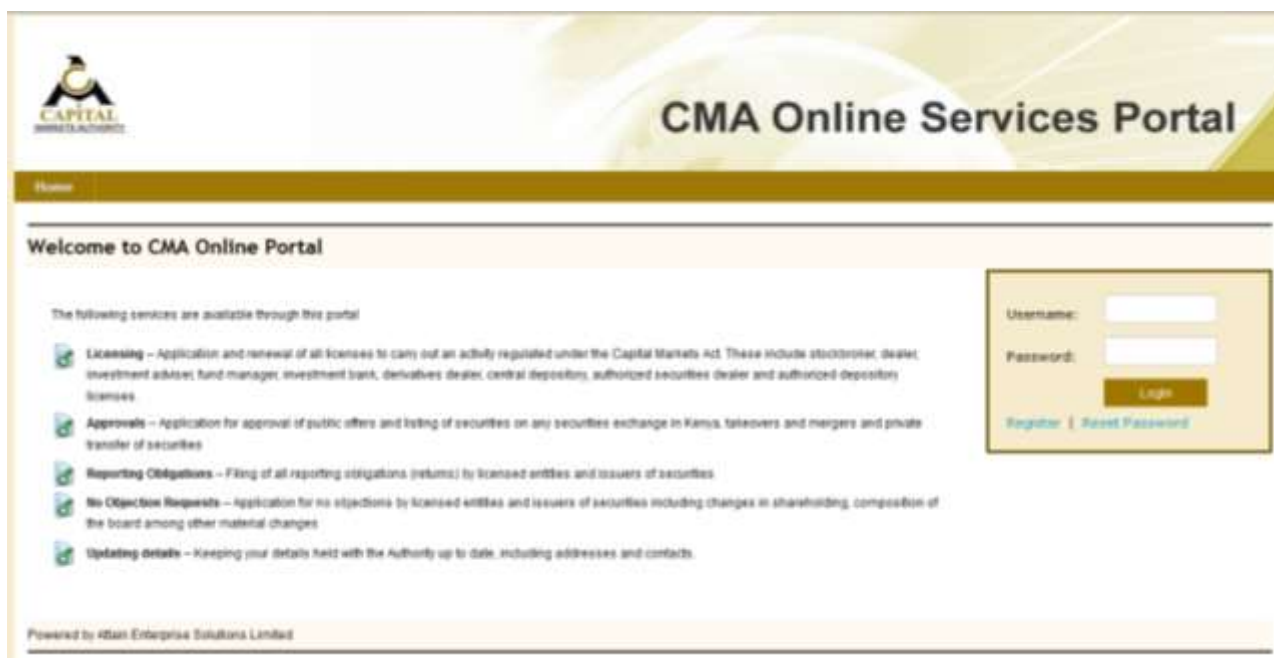 CAPITAL
MARKETS AUTHORITY
CMA Online Services Portal
Home
Welcome to CMA Online Portal
The following services are available through this portal
Licensing – Application and renewal of all licenses to carry out an activity regulated under the Capital Markets Act. These include stockbroker, dealer,
investment adviser, fund manager, investment bank, derivatives dealer, central depository, authorized securities dealer and authorized depository
licenses.
Approvals – Application for approval of public offers and listing of securities on any securities exchange in Kenya, takeovers and mergers and private
transfer of securities
Reporting Obligations – Filing of all reporting obligations (returns) by licensed entities and issuers of securities
No Objection Requests – Application for no objections by licensed entities and issuers of securities including changes in shareholding, composition of
the board among other material changes
Updating details – Keeping your details held with the Authority up to date, including addresses and contacts.
Username:
Password:
Login
Register | Reset Password
Powered by Attain Enterprise Solutions Limited